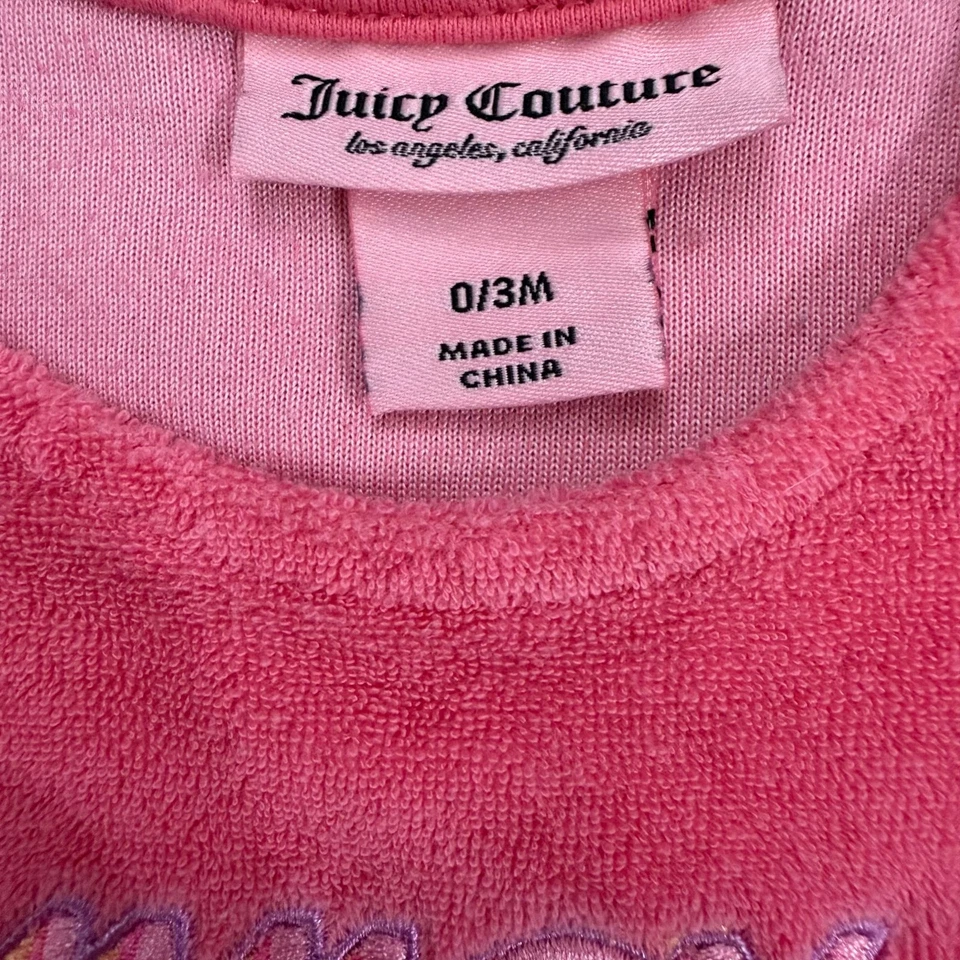 Juicy Couture
los angeles, california
0/3M
MADE IN
CHINA